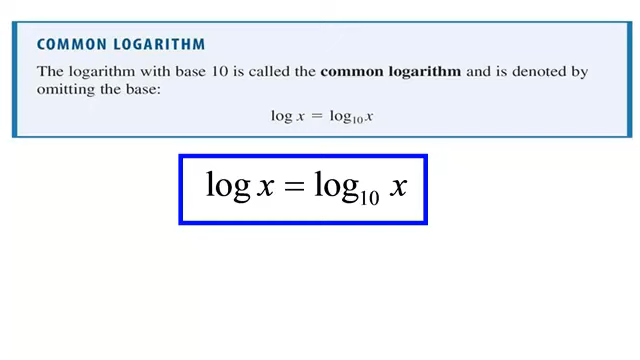 COMMON LOGARITHM
The logarithm with base 10 is called the common logarithm and is denoted by
omitting the base:
log x = log₁₀x
log x = log₁₀ x